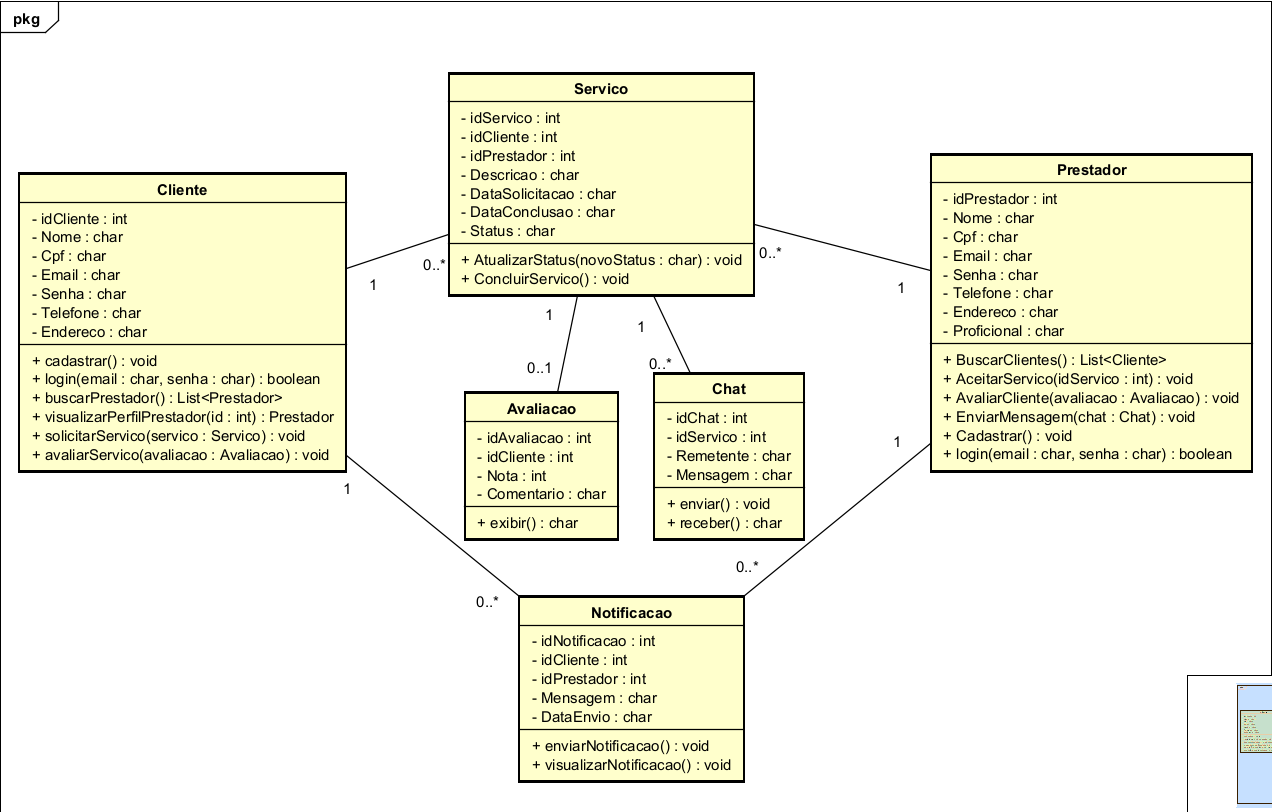 pkg
Servico
- idServico : int
- idCliente : int
- idPrestador : int
- Descricao : char
- DataSolicitacao : char
- DataConclusao : char
- Status : char
+ AtualizarStatus(novoStatus : char) : void
+ ConcluirServico() : void
Cliente
- idCliente : int
- Nome : char
- Cpf : char
- Email : char
- Senha : char
- Telefone : char
- Endereco : char
+ cadastrar() : void
+ login(email : char, senha : char) : boolean
+ buscarPrestador() : List<Prestador>
+ visualizarPerfilPrestador(id : int) : Prestador
+ solicitarServico(servico : Servico) : void
+ avaliarServico(avaliacao : Avaliacao) : void
Prestador
- idPrestador : int
- Nome : char
- Cpf : char
- Email : char
- Senha : char
- Telefone : char
- Endereco : char
- Proficional : char
+ BuscarClientes() : List<Cliente>
+ AceitarServico(idServico : int) : void
+ AvaliarCliente(avaliacao : Avaliacao) : void
+ EnviarMensagem(chat : Chat) : void
+ Cadastrar() : void
+ login(email : char, senha : char) : boolean
0..*
1
0..*
1
1
0..1
1
0..*
Avaliacao
- idAvaliacao : int
- idCliente : int
- Nota : int
- Comentario : char
+ exibir() : char
Chat
- idChat : int
- idServico : int
- Remetente : char
- Mensagem : char
+ enviar() : void
+ receber() : char
1
0..*
1
0..*
Notificacao
- idNotificacao : int
- idCliente : int
- idPrestador : int
- Mensagem : char
- DataEnvio : char
+ enviarNotificacao() : void
+ visualizarNotificacao() : void